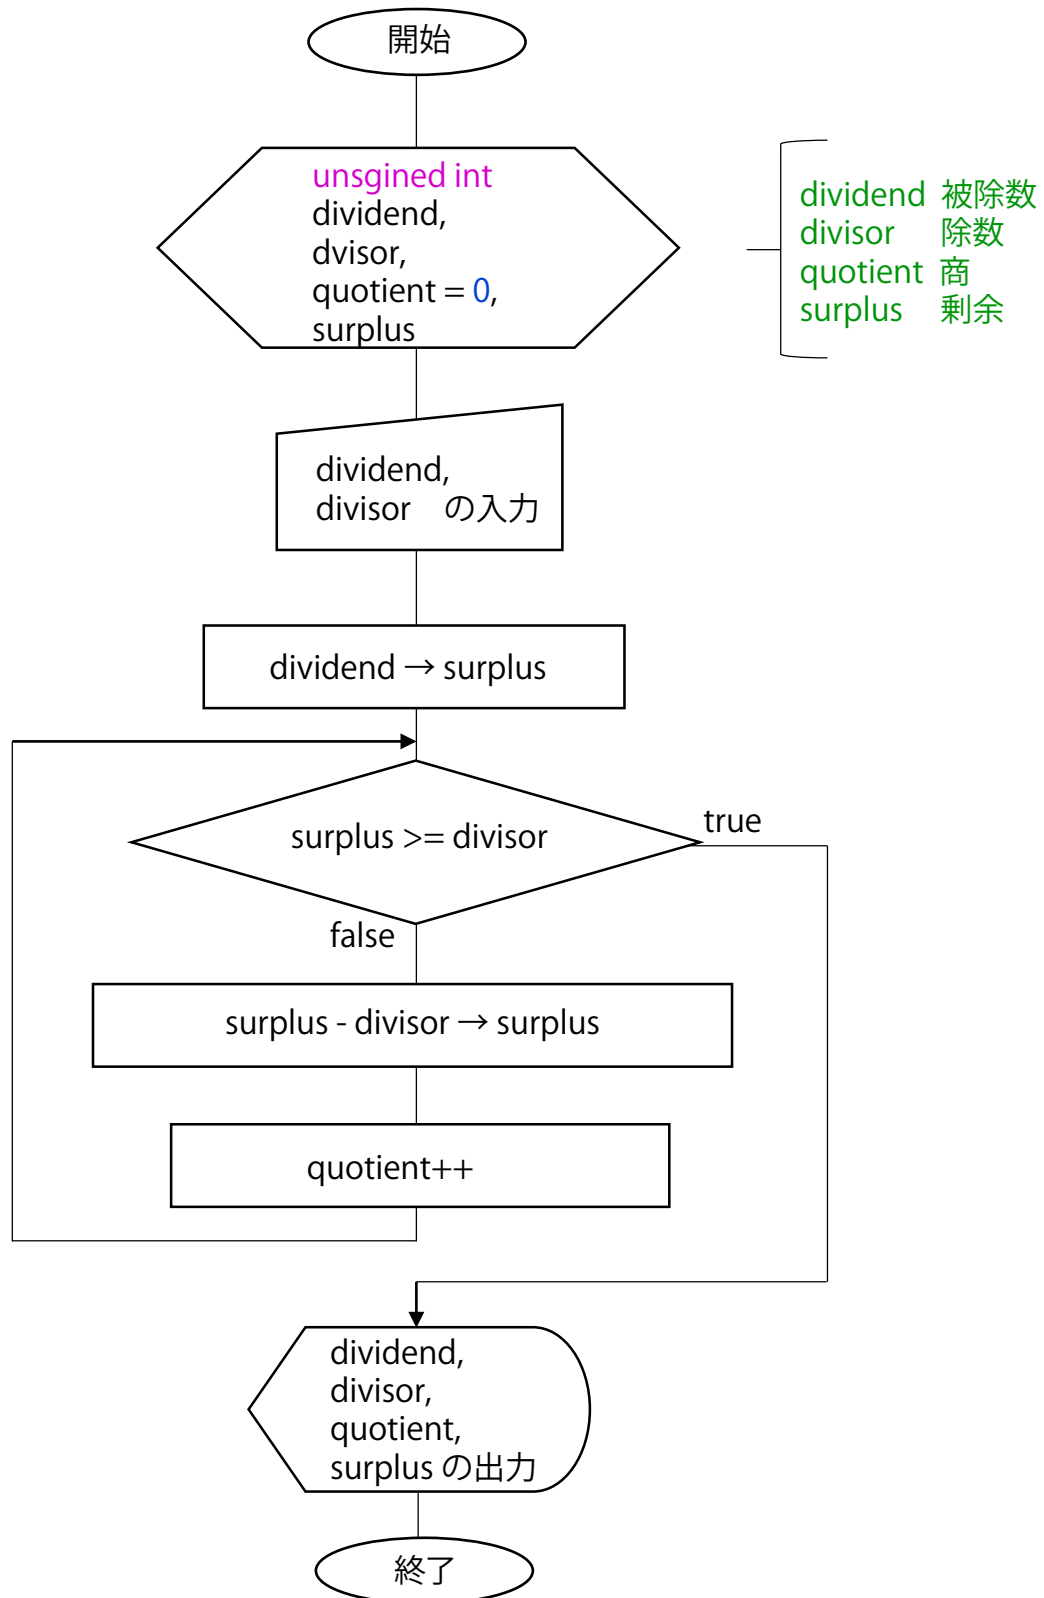 開始
unsgined int
dividend,
dvisor,
quotient = 0,
surplus
dividend 被除数
divisor 除数
quotient 商
surplus 剰余
dividend,
divisor の入力
dividend → surplus
surplus >= divisor
true
false
surplus - divisor → surplus
quotient++
dividend,
divisor,
quotient,
surplus の出力
終了